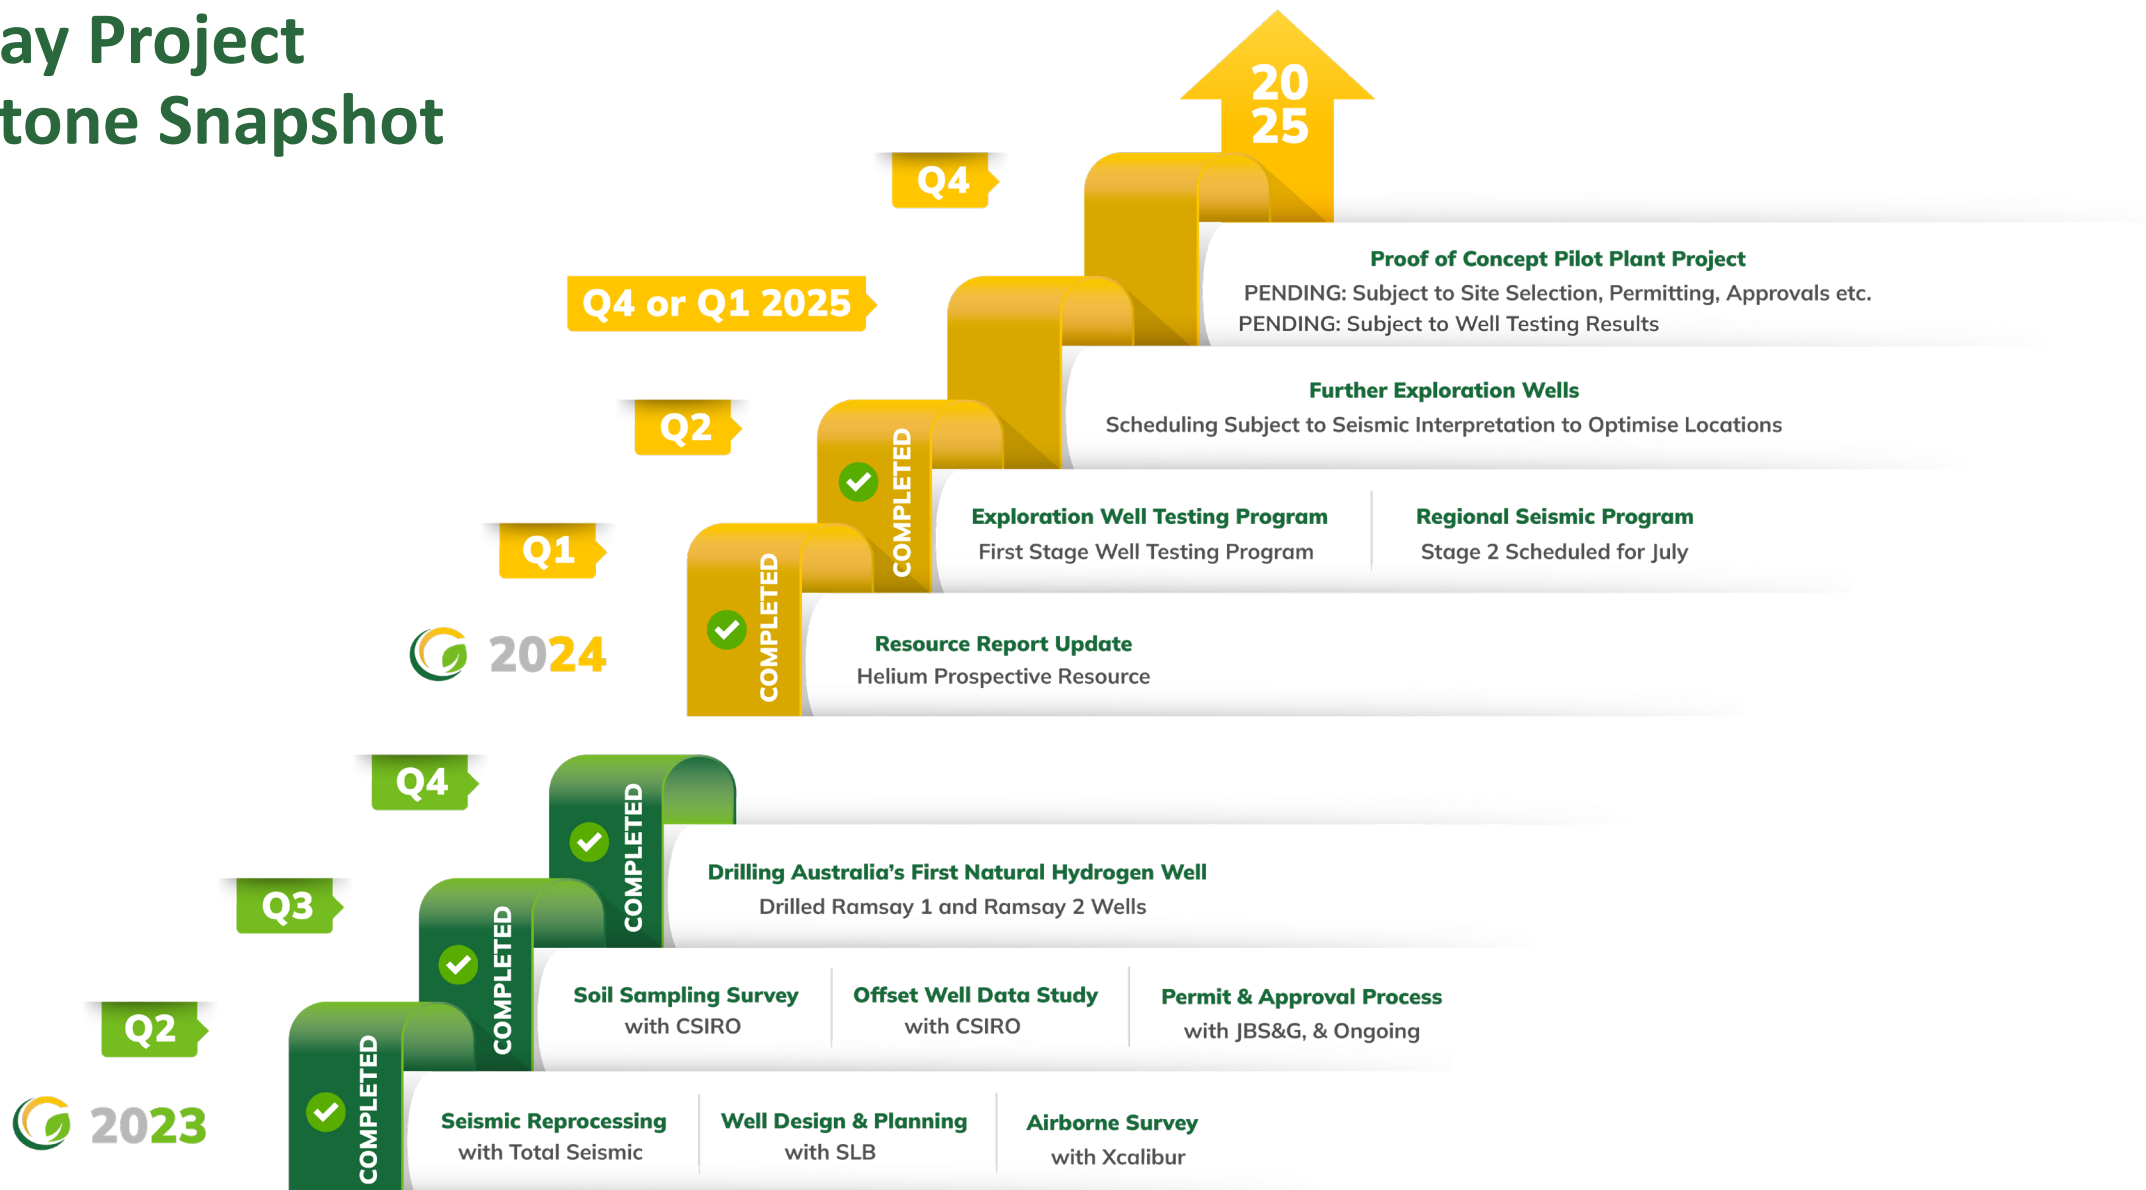 ay Project
tone Snapshot
20
25
Q4
Proof of Concept Pilot Plant Project
PENDING: Subject to Site Selection, Permitting, Approvals etc.
PENDING: Subject to Well Testing Results
Q4 or Q1 2025
Further Exploration Wells
Scheduling Subject to Seismic Interpretation to Optimise Locations
Q2
COMPLETED
Exploration Well Testing Program
First Stage Well Testing Program
Regional Seismic Program
Stage 2 Scheduled for July
Q1
COMPLETED
2024
Resource Report Update
Helium Prospective Resource
Q4
COMPLETED
Drilling Australia's First Natural Hydrogen Well
Drilled Ramsay 1 and Ramsay 2 Wells
Q3
COMPLETED
Soil Sampling Survey
with CSIRO
Offset Well Data Study
with CSIRO
Permit & Approval Process
with JBS&G, & Ongoing
Q2
COMPLETED
2023
Seismic Reprocessing
with Total Seismic
Well Design & Planning
with SLB
Airborne Survey
with Xcalibur